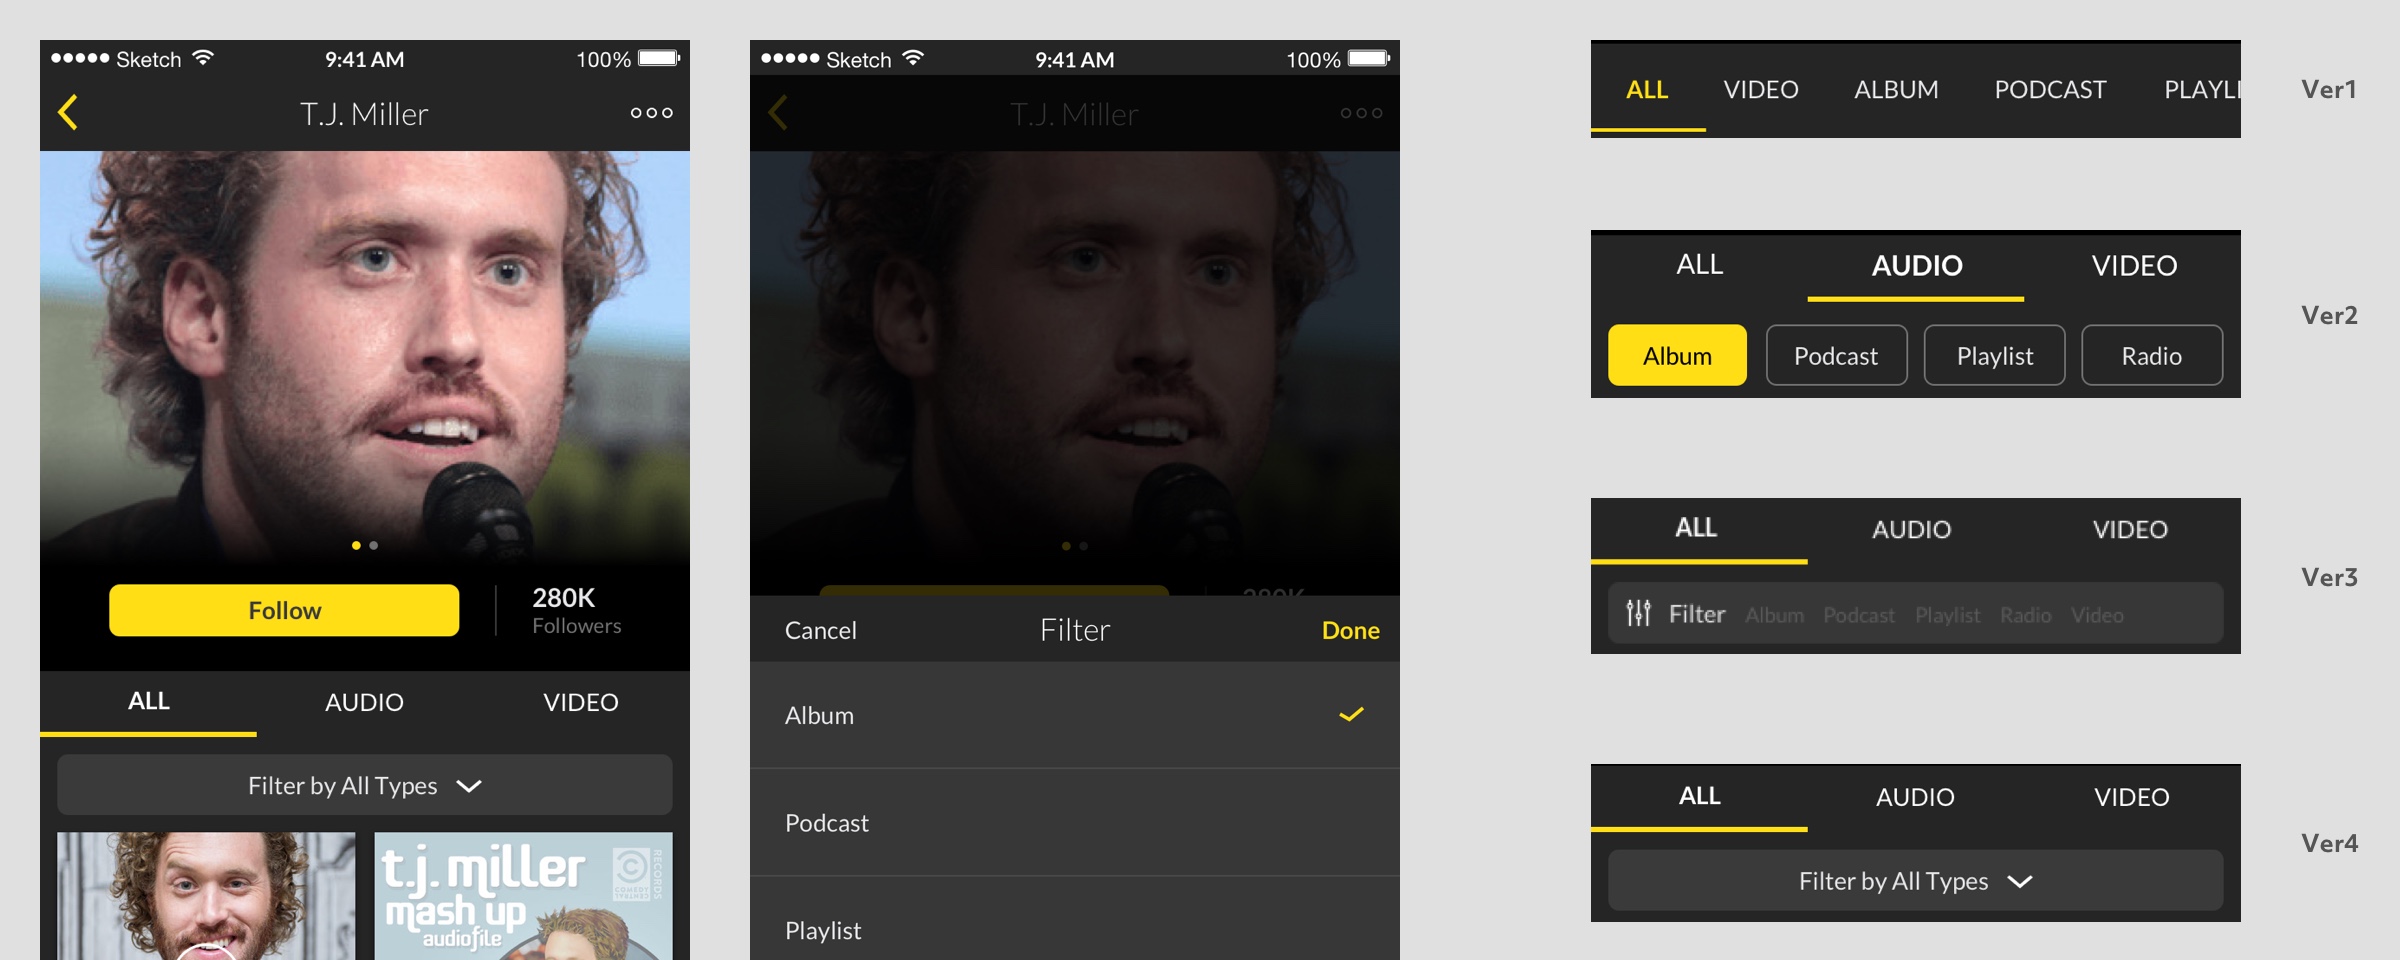 Sketch 9:41 AM 100%
T.J. Miller
Follow
280K
Followers
ALL AUDIO VIDEO
Filter by All Types
t.j. miller
mash up
audiofile
COMEDY
CENTRAL
RECORDS
Sketch 9:41 AM 100%
T.J. Miller
280K
Cancel Filter Done
Album
Podcast
Playlist
ALL VIDEO ALBUM PODCAST PLAYLI
Ver1
ALL AUDIO VIDEO
Album Podcast Playlist Radio
Ver2
ALL AUDIO VIDEO
Filter Album Podcast Playlist Radio Video
Ver3
ALL AUDIO VIDEO
Filter by All Types
Ver4